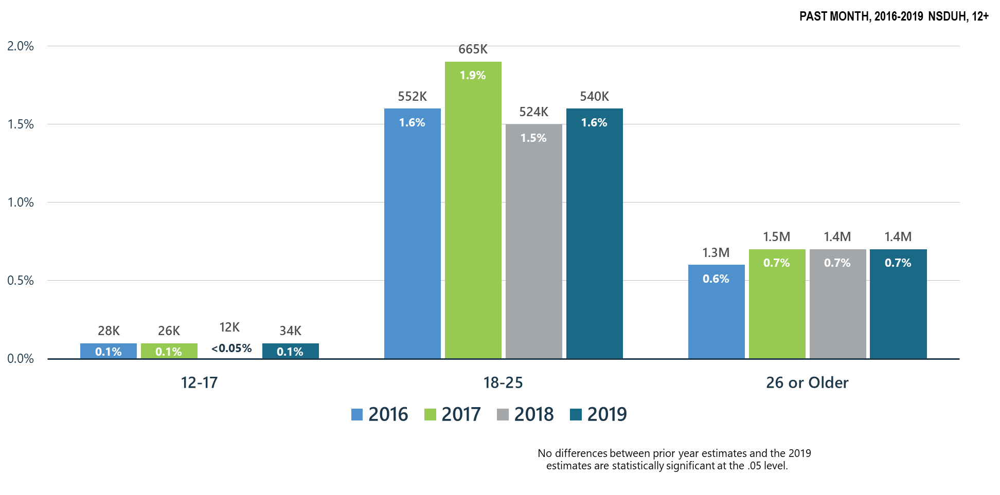 PAST MONTH, 2016-2019 NSDUH, 12+
2.0%
1.5%
1.0%
0.5%
0.0%
28K
0.1%
26K
0.1%
12K
<0.05%
34K
0.1%
552K
1.6%
665K
1.9%
524K
1.5%
540K
1.6%
1.3M
0.6%
1.5M
0.7%
1.4M
0.7%
1.4M
0.7%
12-17
18-25
26 or Older
2016
2017
2018
2019
No differences between prior year estimates and the 2019
estimates are statistically significant at the .05 level.